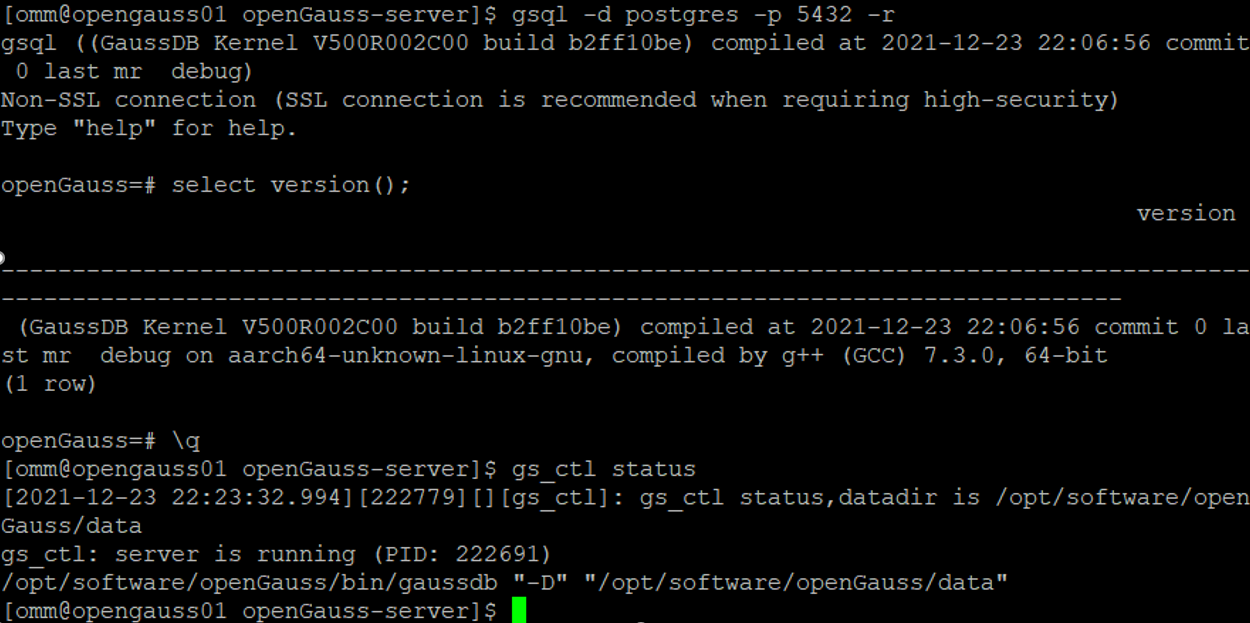 [omm@opengauss01 openGauss-server]$ gsql -d postgres -p 5432 -r
gsql ((GaussDB Kernel V500R002C00 build b2ff10be) compiled at 2021-12-23 22:06:56 commit
 0 last mr  debug)
Non-SSL connection (SSL connection is recommended when requiring high-security)
Type "help" for help.
openGauss=# select version();
version
----------------------------------------------------------------------------------------
-------------------------------------------------------------------------------
 (GaussDB Kernel V500R002C00 build b2ff10be) compiled at 2021-12-23 22:06:56 commit 0 la
st mr  debug on aarch64-unknown-linux-gnu, compiled by g++ (GCC) 7.3.0, 64-bit
(1 row)
openGauss=# \q
[omm@opengauss01 openGauss-server]$ gs_ctl status
[2021-12-23 22:23:32.994][222779][][gs_ctl]: gs_ctl status,datadir is /opt/software/open
Gauss/data
gs_ctl: server is running (PID: 222691)
/opt/software/openGauss/bin/gaussdb "-D" "/opt/software/openGauss/data"
[omm@opengauss01 openGauss-server]$